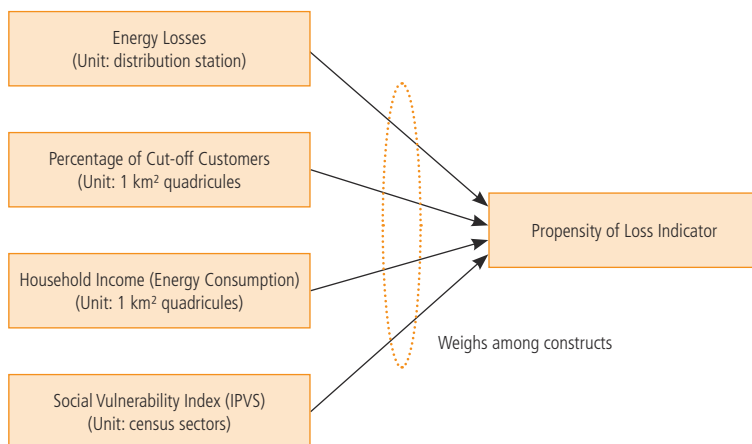 Energy Losses
(Unit: distribution station)
Percentage of Cut-off Customers
(Unit: 1 km² quadricules
Household Income (Energy Consumption)
(Unit: 1 km² quadricules)
Social Vulnerability Index (IPVS)
(Unit: census sectors)
Propensity of Loss Indicator
Weighs among constructs